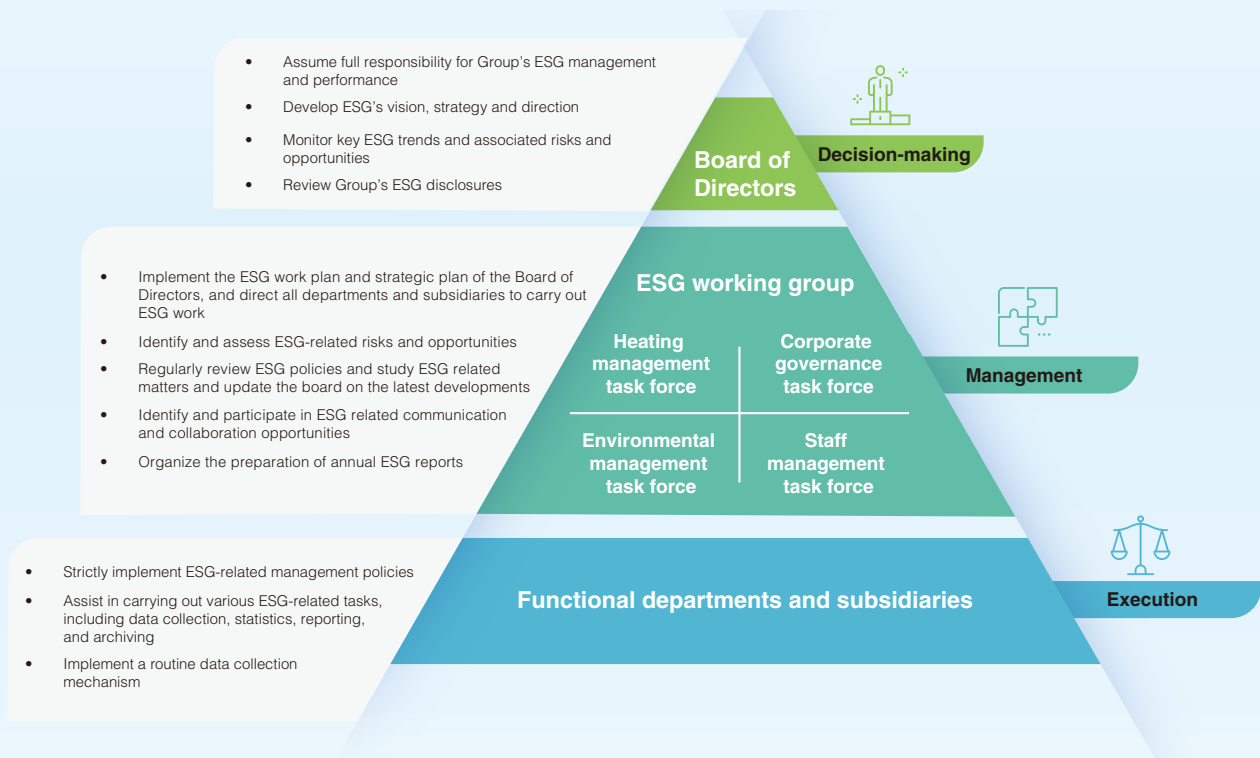 • Assume full responsibility for Group's ESG management
and performance
• Develop ESG's vision, strategy and direction
• Monitor key ESG trends and associated risks and
opportunities
• Review Group's ESG disclosures
Board of
Directors
Decision-making
• Implement the ESG work plan and strategic plan of the Board of
Directors, and direct all departments and subsidiaries to carry out
ESG work
• Identify and assess ESG-related risks and opportunities
• Regularly review ESG policies and study ESG related
matters and update the board on the latest developments
• Identify and participate in ESG related communication
and collaboration opportunities
• Organize the preparation of annual ESG reports
ESG working group
Heating
management
task force
Corporate
governance
task force
Environmental
management
task force
Staff
management
task force
Management
• Strictly implement ESG-related management policies
• Assist in carrying out various ESG-related tasks,
including data collection, statistics, reporting,
and archiving
• Implement a routine data collection
mechanism
Functional departments and subsidiaries
Execution